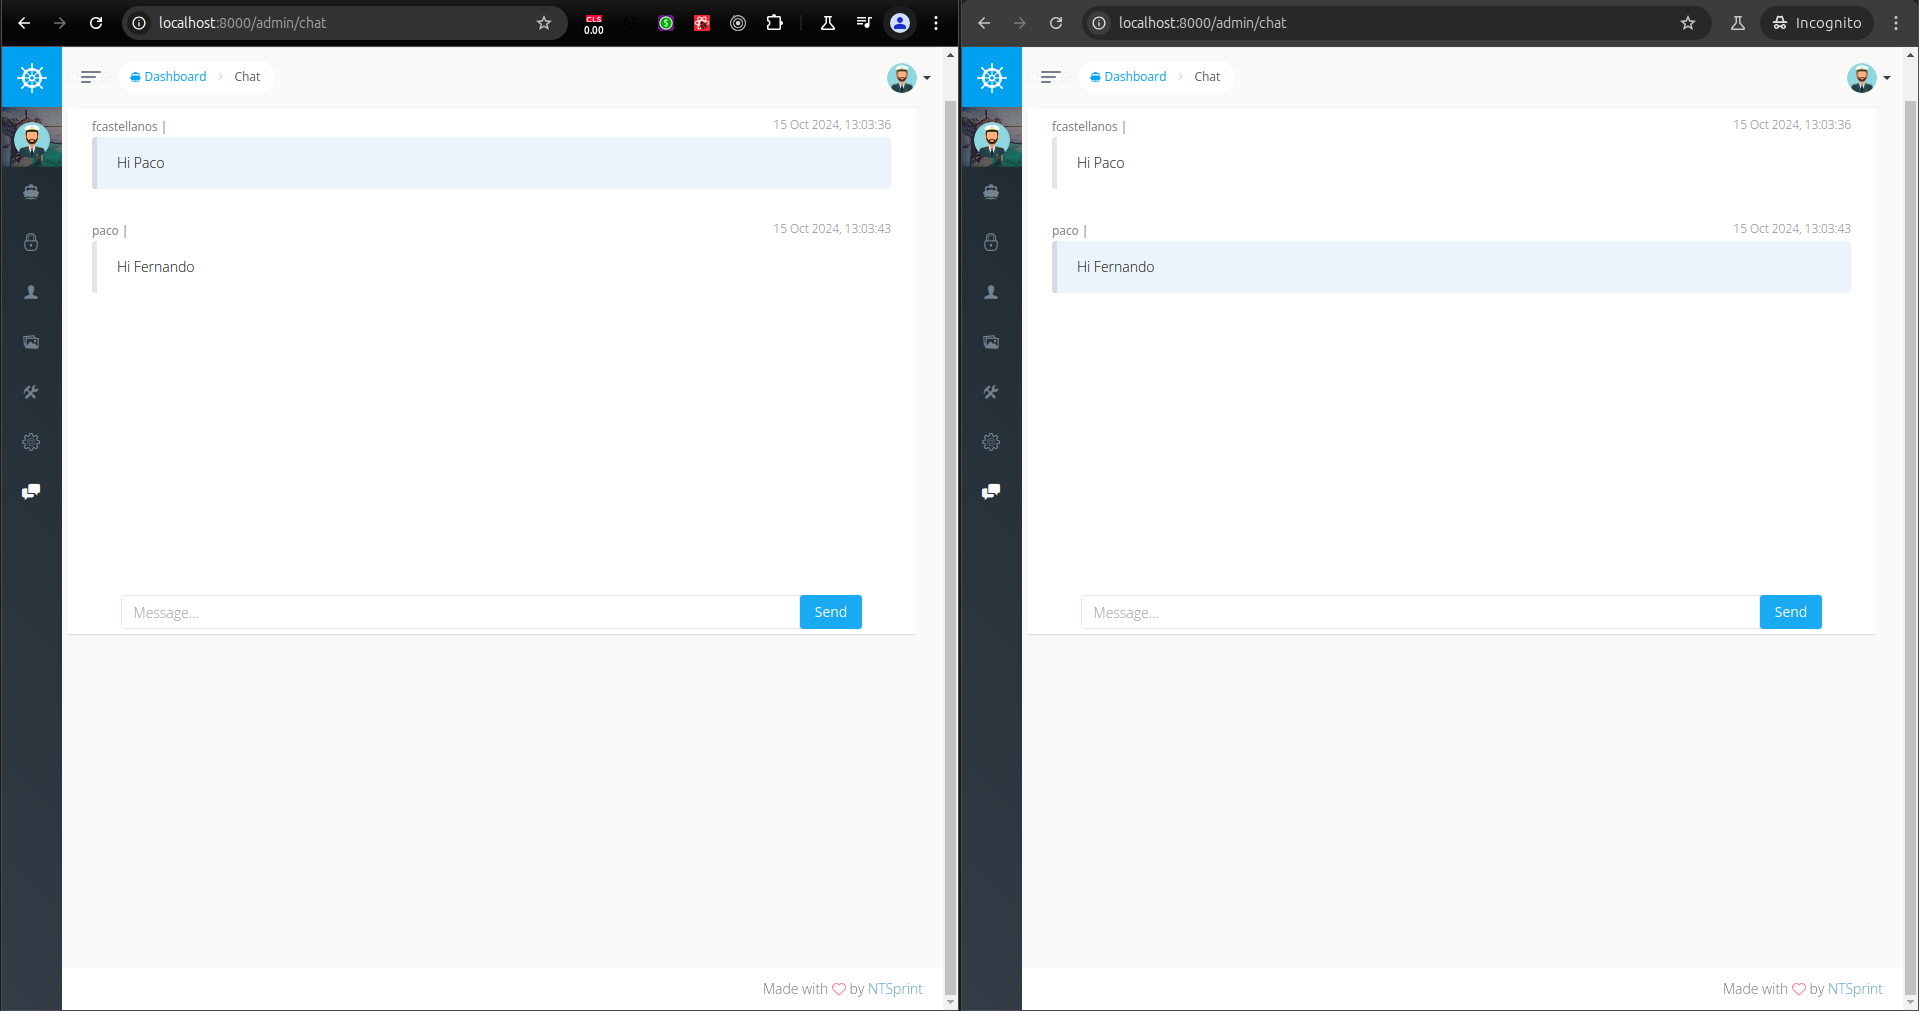 localhost:8000/admin/chat
CLS
0.00
Dashboard
Chat
fcastellanos |
15 Oct 2024, 13:03:36
Hi Paco
paco |
15 Oct 2024, 13:03:43
Hi Fernando
Message...
Send
Made with by NTSprint
localhost:8000/admin/chat
Incognito
Dashboard
Chat
fcastellanos |
15 Oct 2024, 13:03:36
Hi Paco
paco |
15 Oct 2024, 13:03:43
Hi Fernando
Message...
Send
Made with by NTSprint